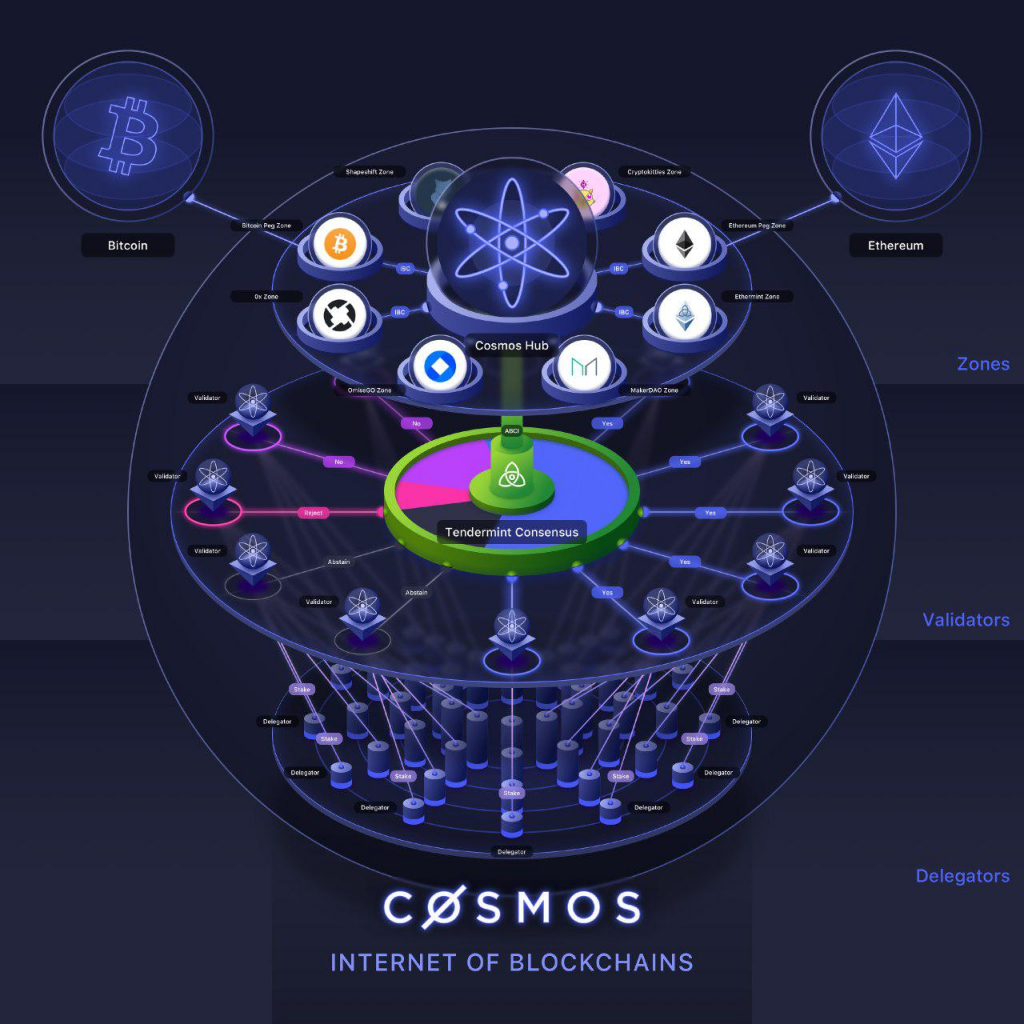 Shapeshift Zone
Cryptokitties Zone
Bitcoin Peg Zone
Ethereum Peg Zone
Bitcoin
Ethereum
IBC
IBC
0x Zone
Ethermint Zone
IBC
IBC
Cosmos Hub
Zones
OmiseGO Zone
MakerDAO Zone
Validator
Validator
No
Yes
ABCI
No
Yes
Validator
Validator
Reject
Yes
Tendermint Consensus
Validator
Validator
Abstain
Yes
Abstain
Yes
Validator
Validator
Validators
Stake
Stake
Delegator
Delegator
Stake
Stake
Delegator
Delegator
Stake
Stake
Stake
Delegator
Delegator
Delegator
Delegators
COSMOS
INTERNET OF BLOCKCHAINS